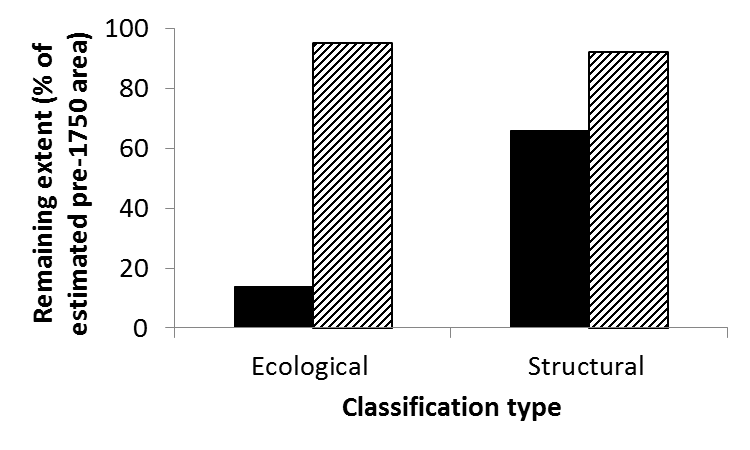 Remaining extent (% of
estimated pre-1750 area)
100
80
60
40
20
0
Ecological
Structural
Classification type